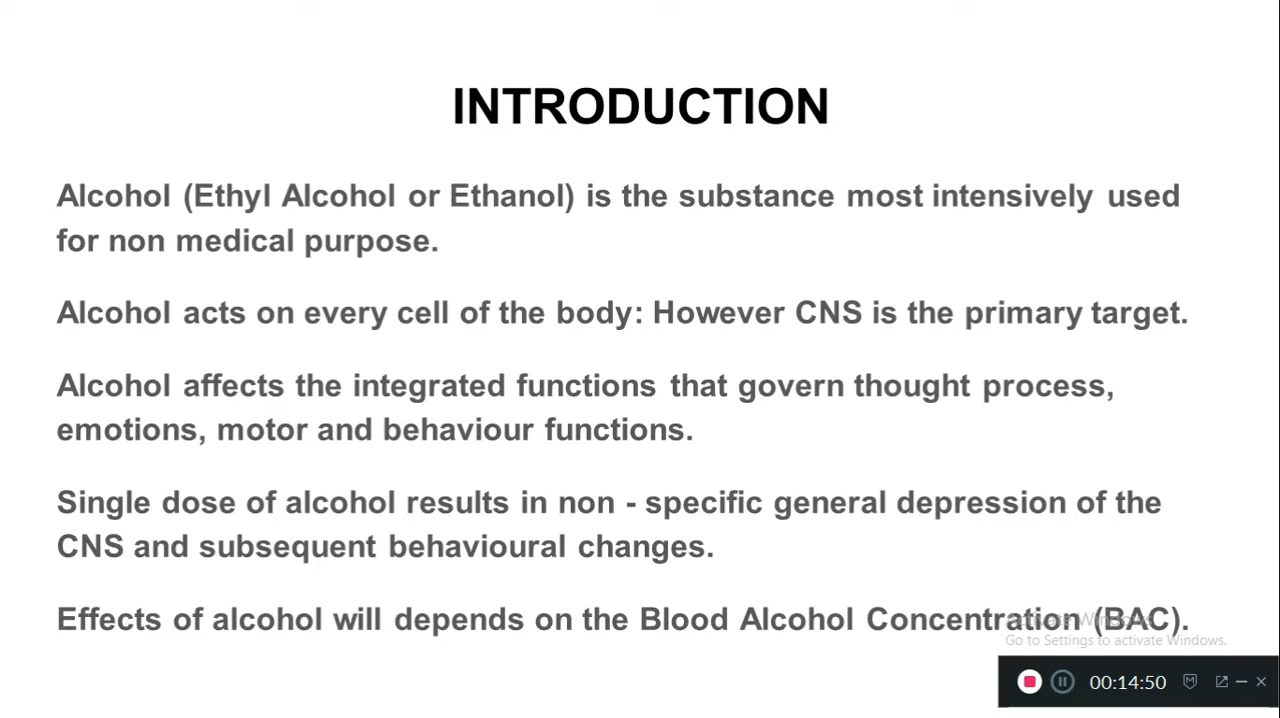 INTRODUCTION
Alcohol (Ethyl Alcohol or Ethanol) is the substance most intensively used
for non medical purpose.
Alcohol acts on every cell of the body: However CNS is the primary target.
Alcohol affects the integrated functions that govern thought process,
emotions, motor and behaviour functions.
Single dose of alcohol results in non - specific general depression of the
CNS and subsequent behavioural changes.
Effects of alcohol will depends on the Blood Alcohol Concentration (BAC).
Activate Windows
Go to Settings to activate Windows.
00:14:50